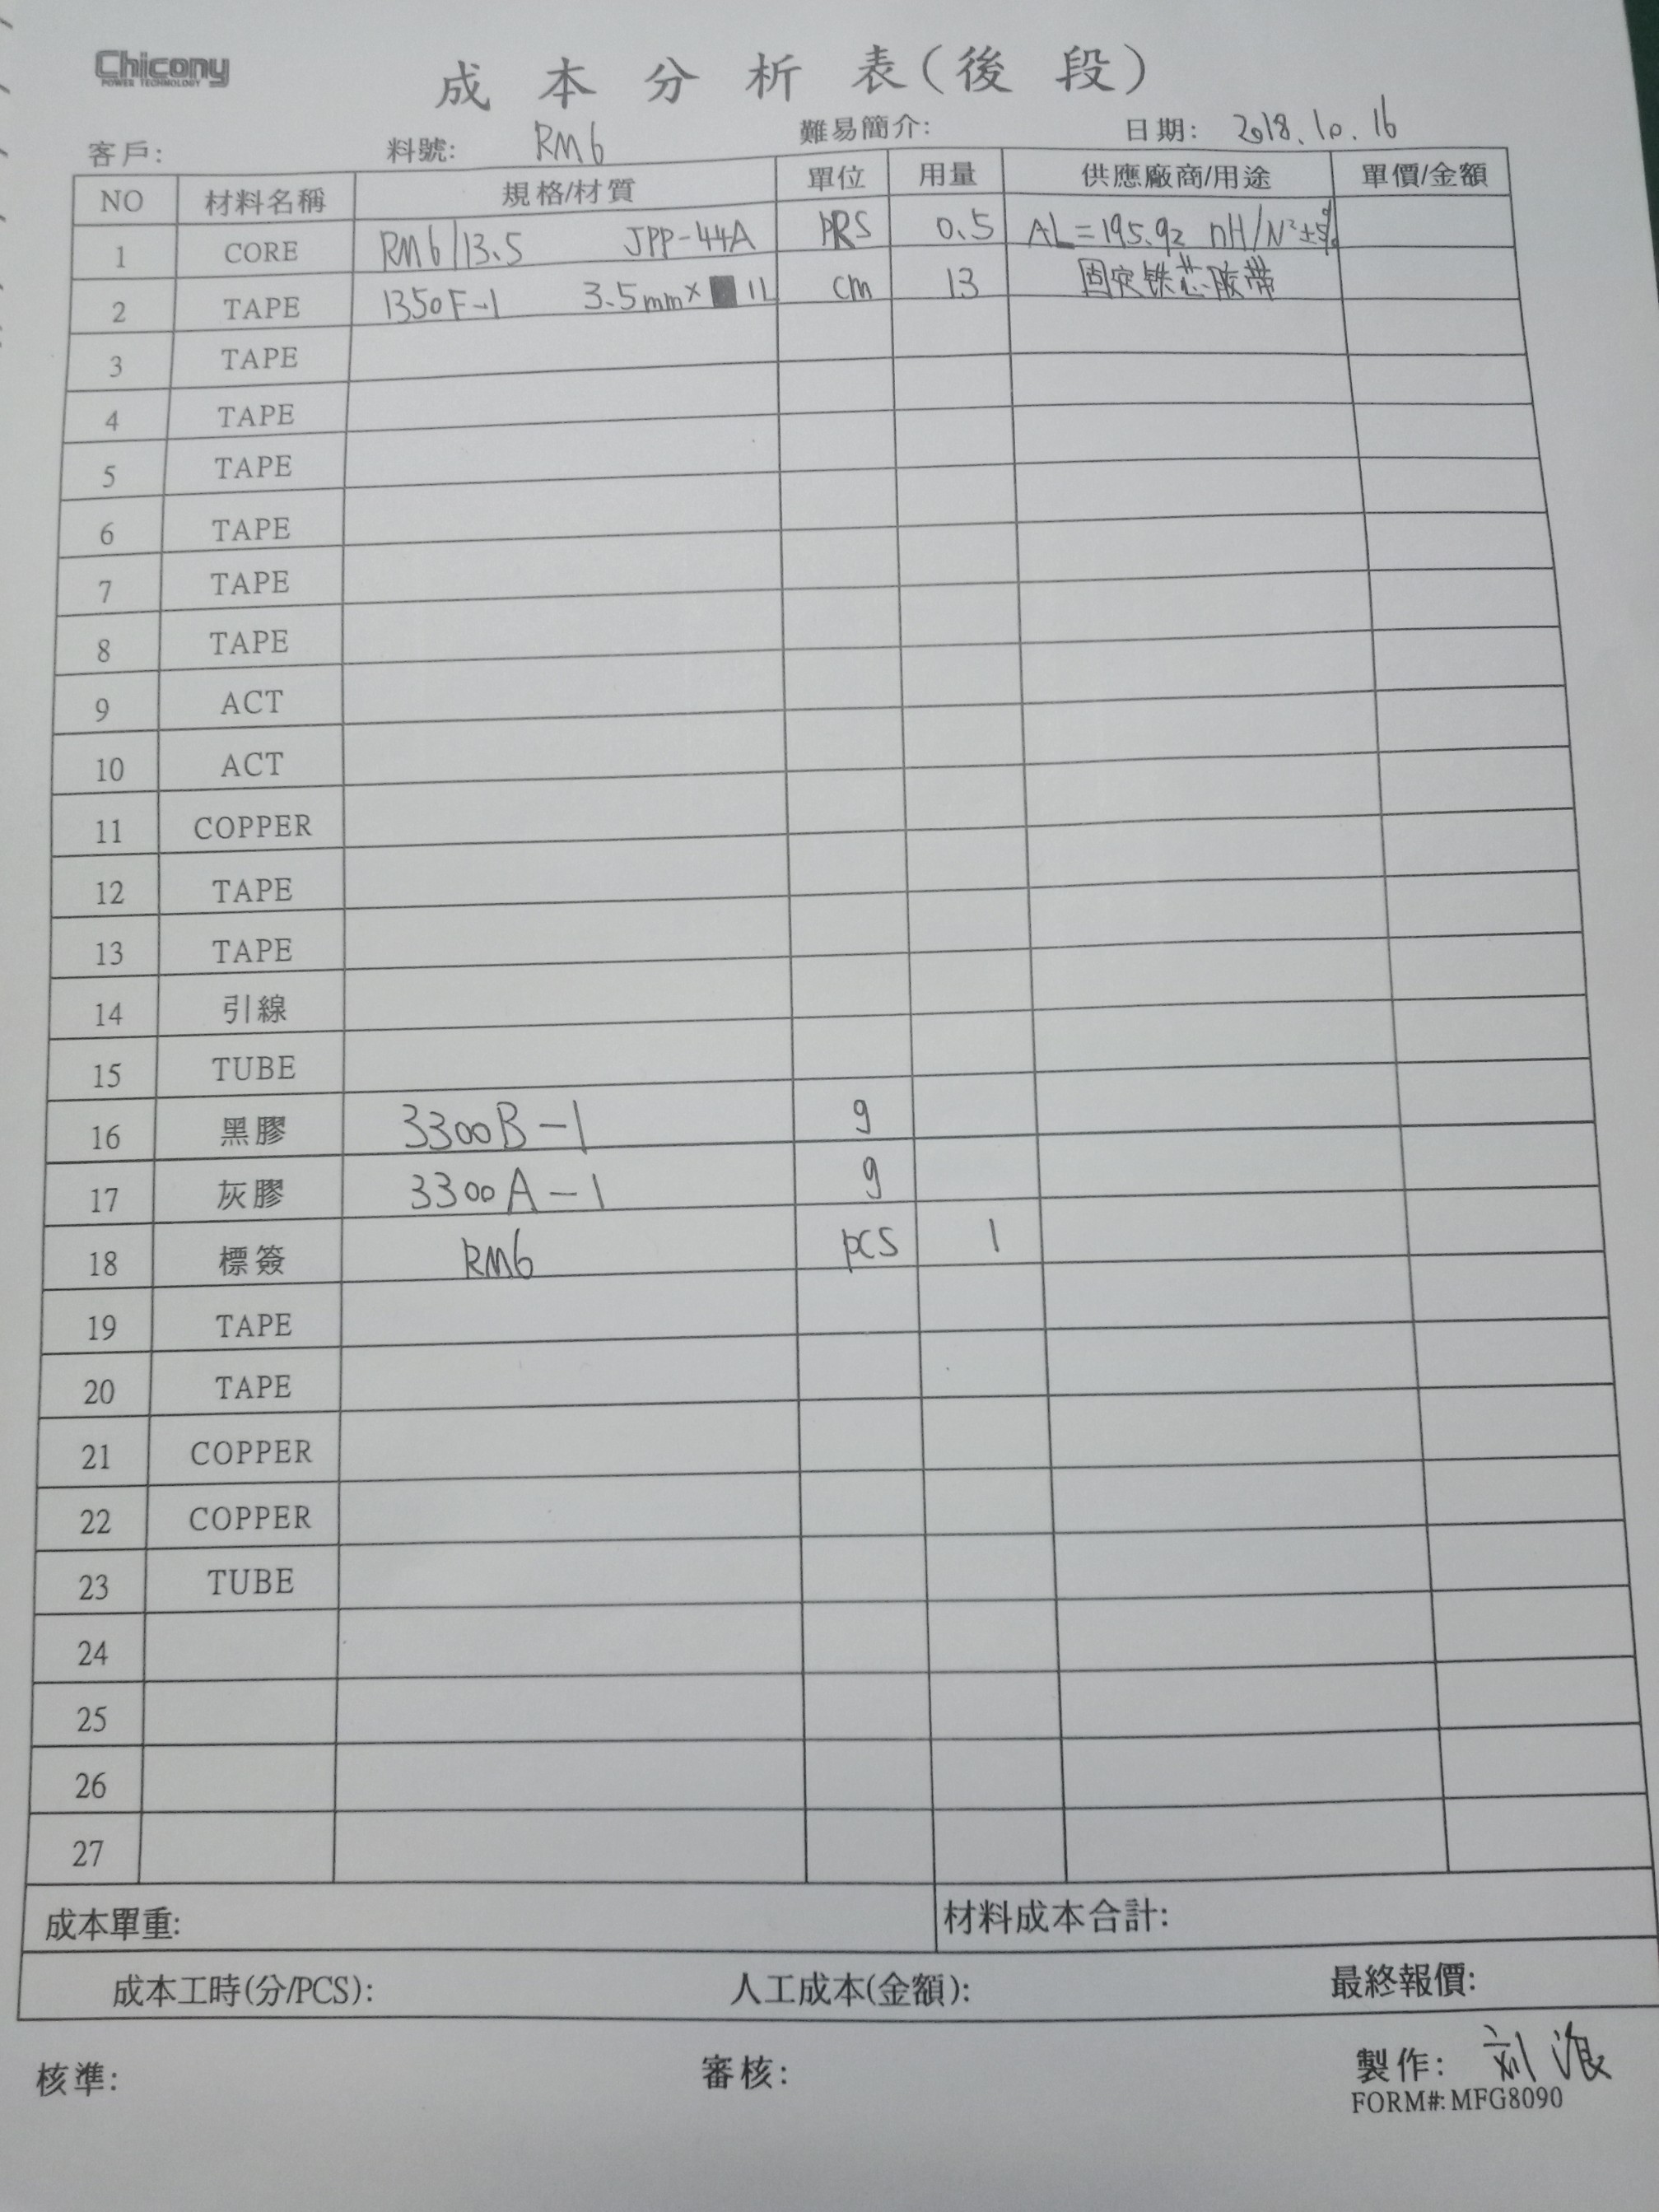 Chicony
POWER TECHNOLOGY
成本分析表(後段)
客戶: 料號: RM6 難易簡介: 日期: 2018.10.16
NO 材料名稱 規格/材質 單位 用量 供應廠商/用途 單價/金額
1 CORE RM6/13.5 JPP-44A PRS 0.5 AL=195.92 nH/N²±5%
2 TAPE 1350F-1 3.5mm× 1L cm 13 固定铁芯胶带
3 TAPE
4 TAPE
5 TAPE
6 TAPE
7 TAPE
8 TAPE
9 ACT
10 ACT
11 COPPER
12 TAPE
13 TAPE
14 引線
15 TUBE
16 黑膠 3300B-1 g
17 灰膠 3300A-1 g
18 標簽 RM6 pcs 1
19 TAPE
20 TAPE
21 COPPER
22 COPPER
23 TUBE
24
25
26
27
成本單重: 材料成本合計:
成本工時(分/PCS): 人工成本(金額): 最終報價:
核準: 審核: 製作: 刘浪
FORM#:MFG8090